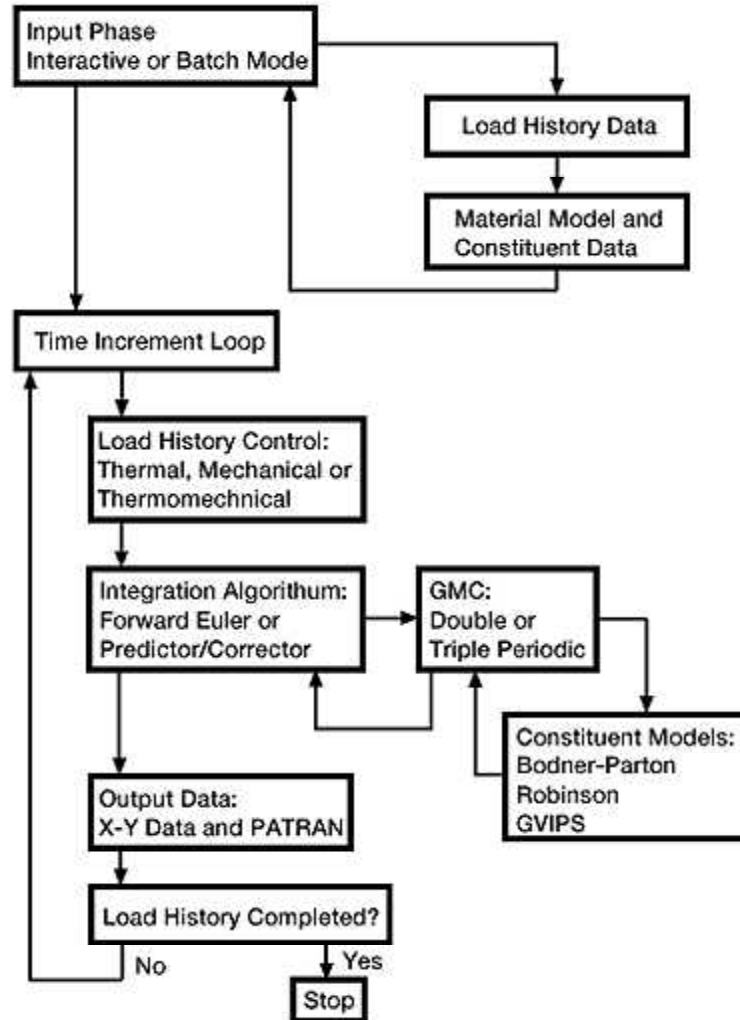 Input Phase
Interactive or Batch Mode
Load History Data
Material Model and
Constituent Data
Time Increment Loop
Load History Control:
Thermal, Mechanical or
Thermomechnical
Integration Algorithum:
Forward Euler or
Predictor/Corrector
GMC:
Double or
Triple Periodic
Constituent Models:
Bodner-Parton
Robinson
GVIPS
Output Data:
X-Y Data and PATRAN
Load History Completed?
No
Yes
Stop